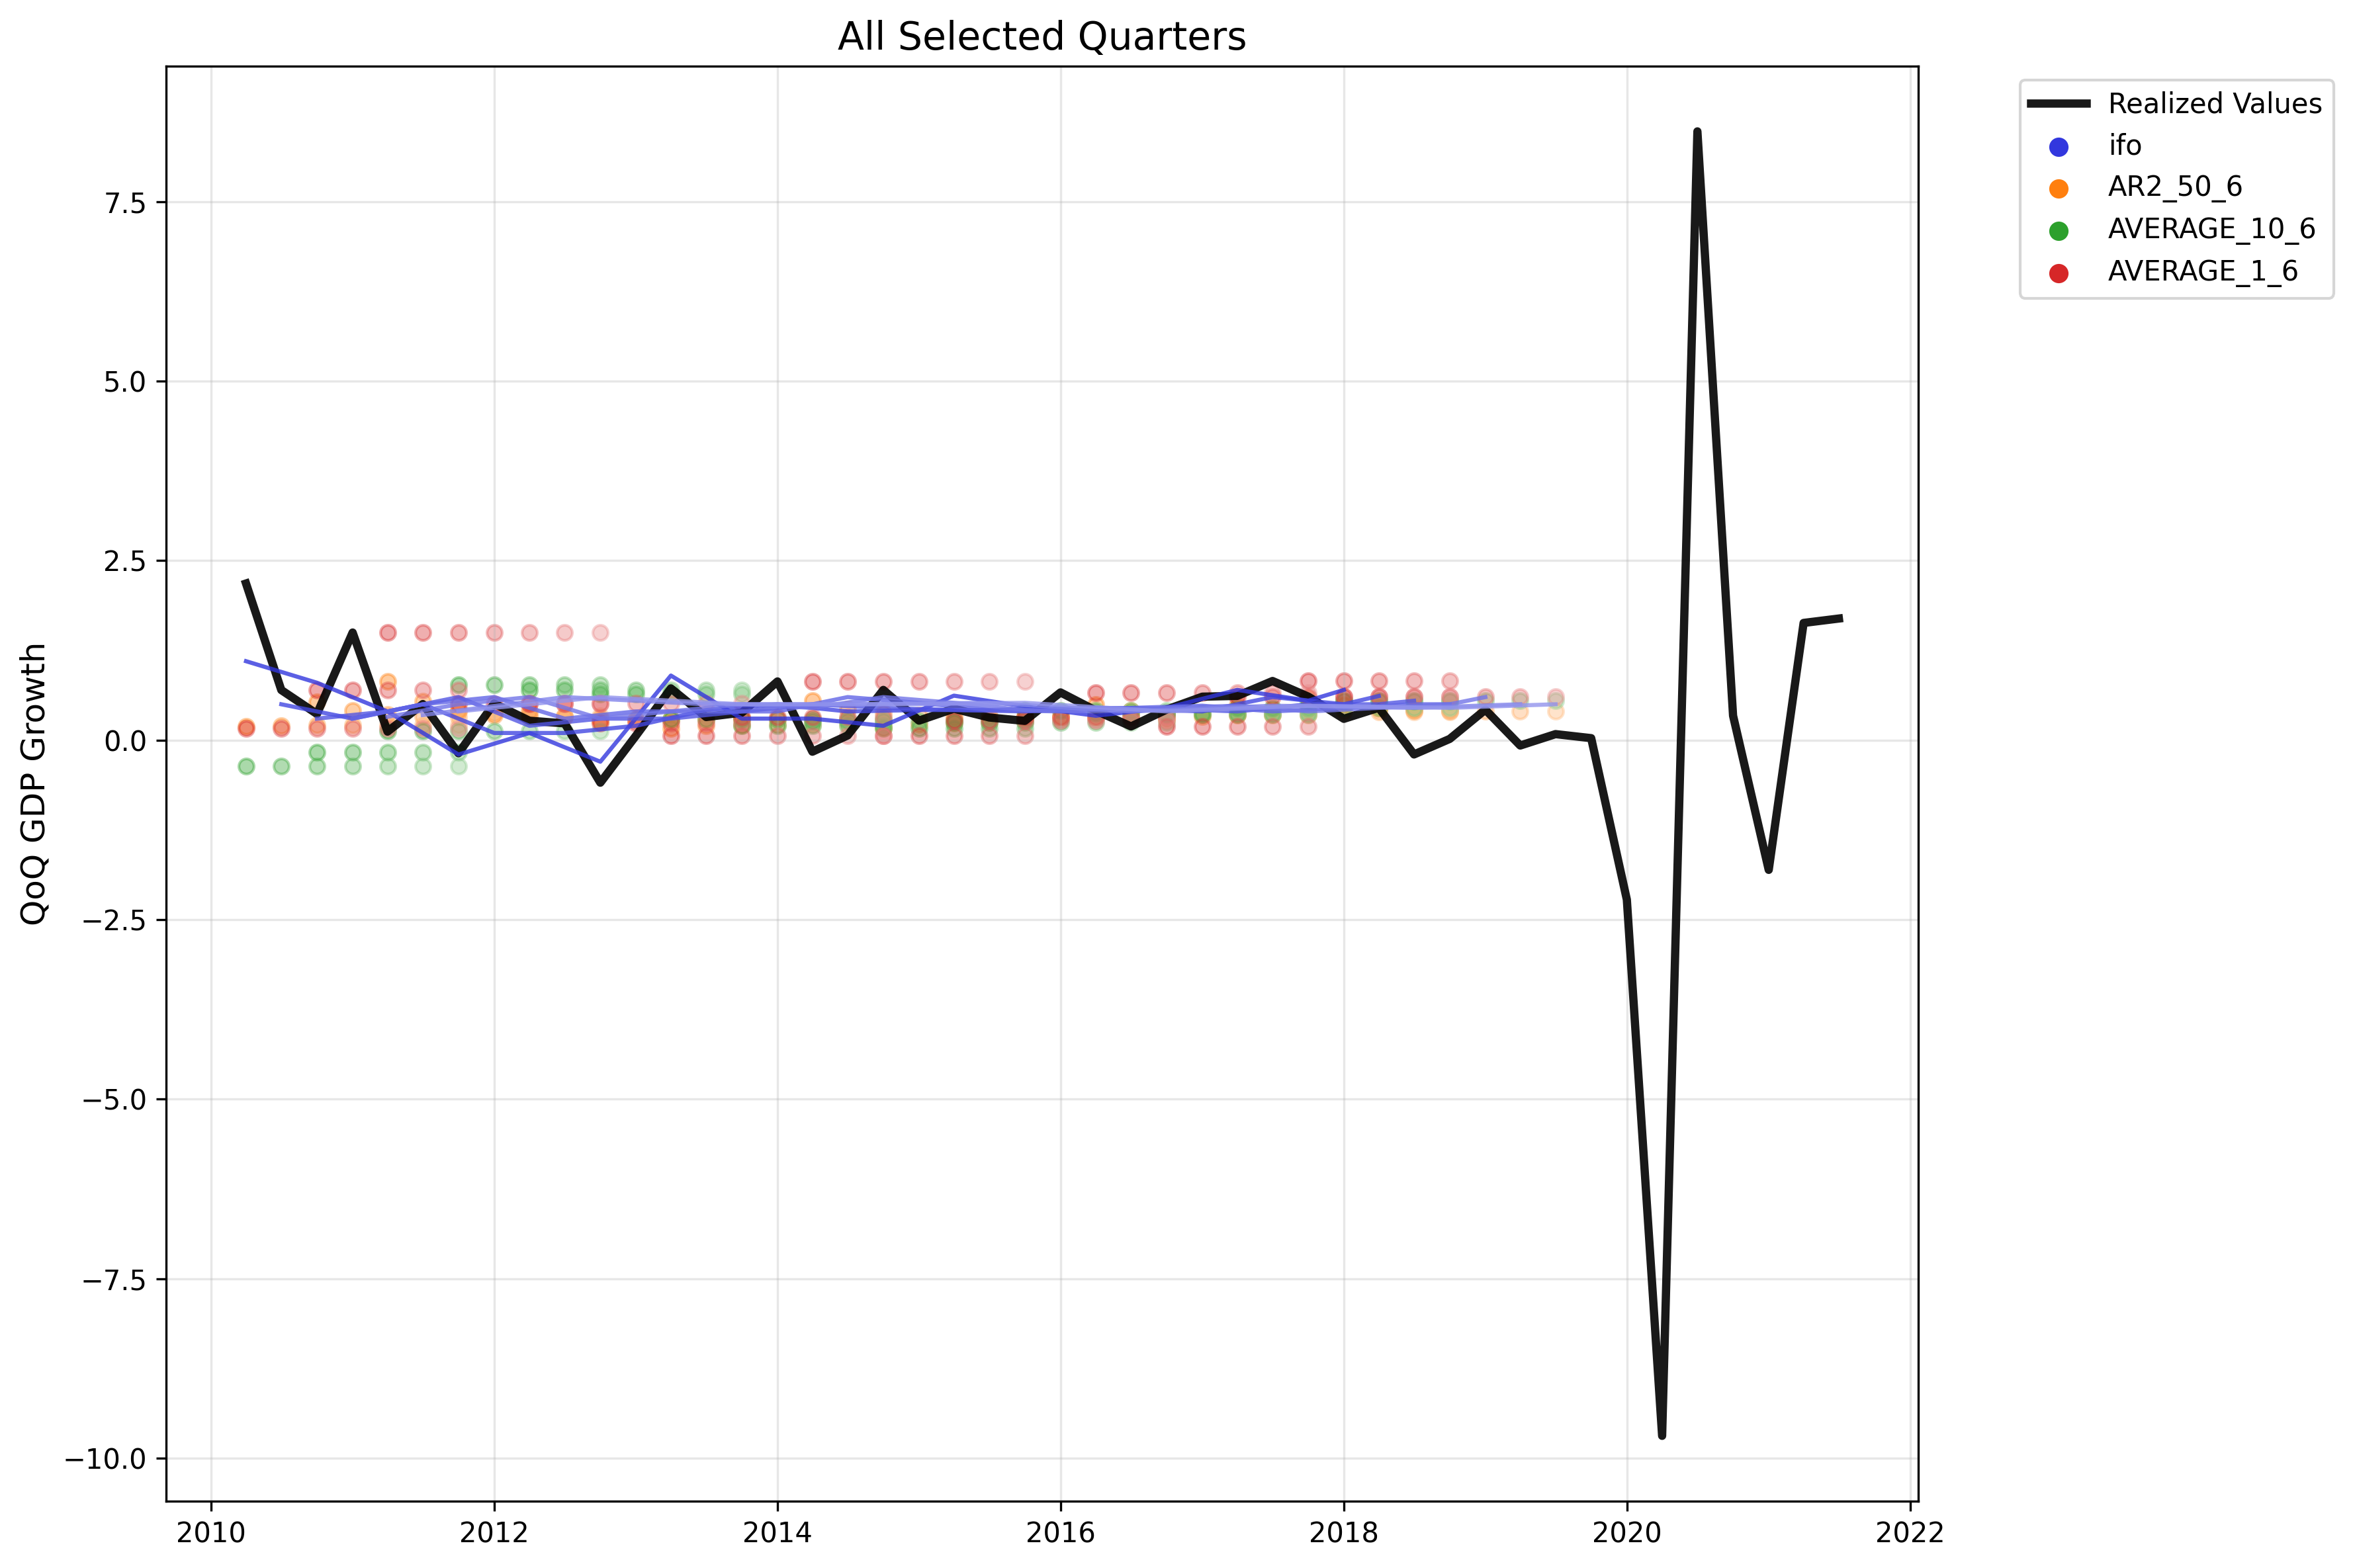 All Selected Quarters
Realized Values
ifo
AR2_50_6
AVERAGE_10_6
AVERAGE_1_6
QoQ GDP Growth
7.5
5.0
2.5
0.0
−2.5
−5.0
−7.5
−10.0
2010 2012 2014 2016 2018 2020 2022